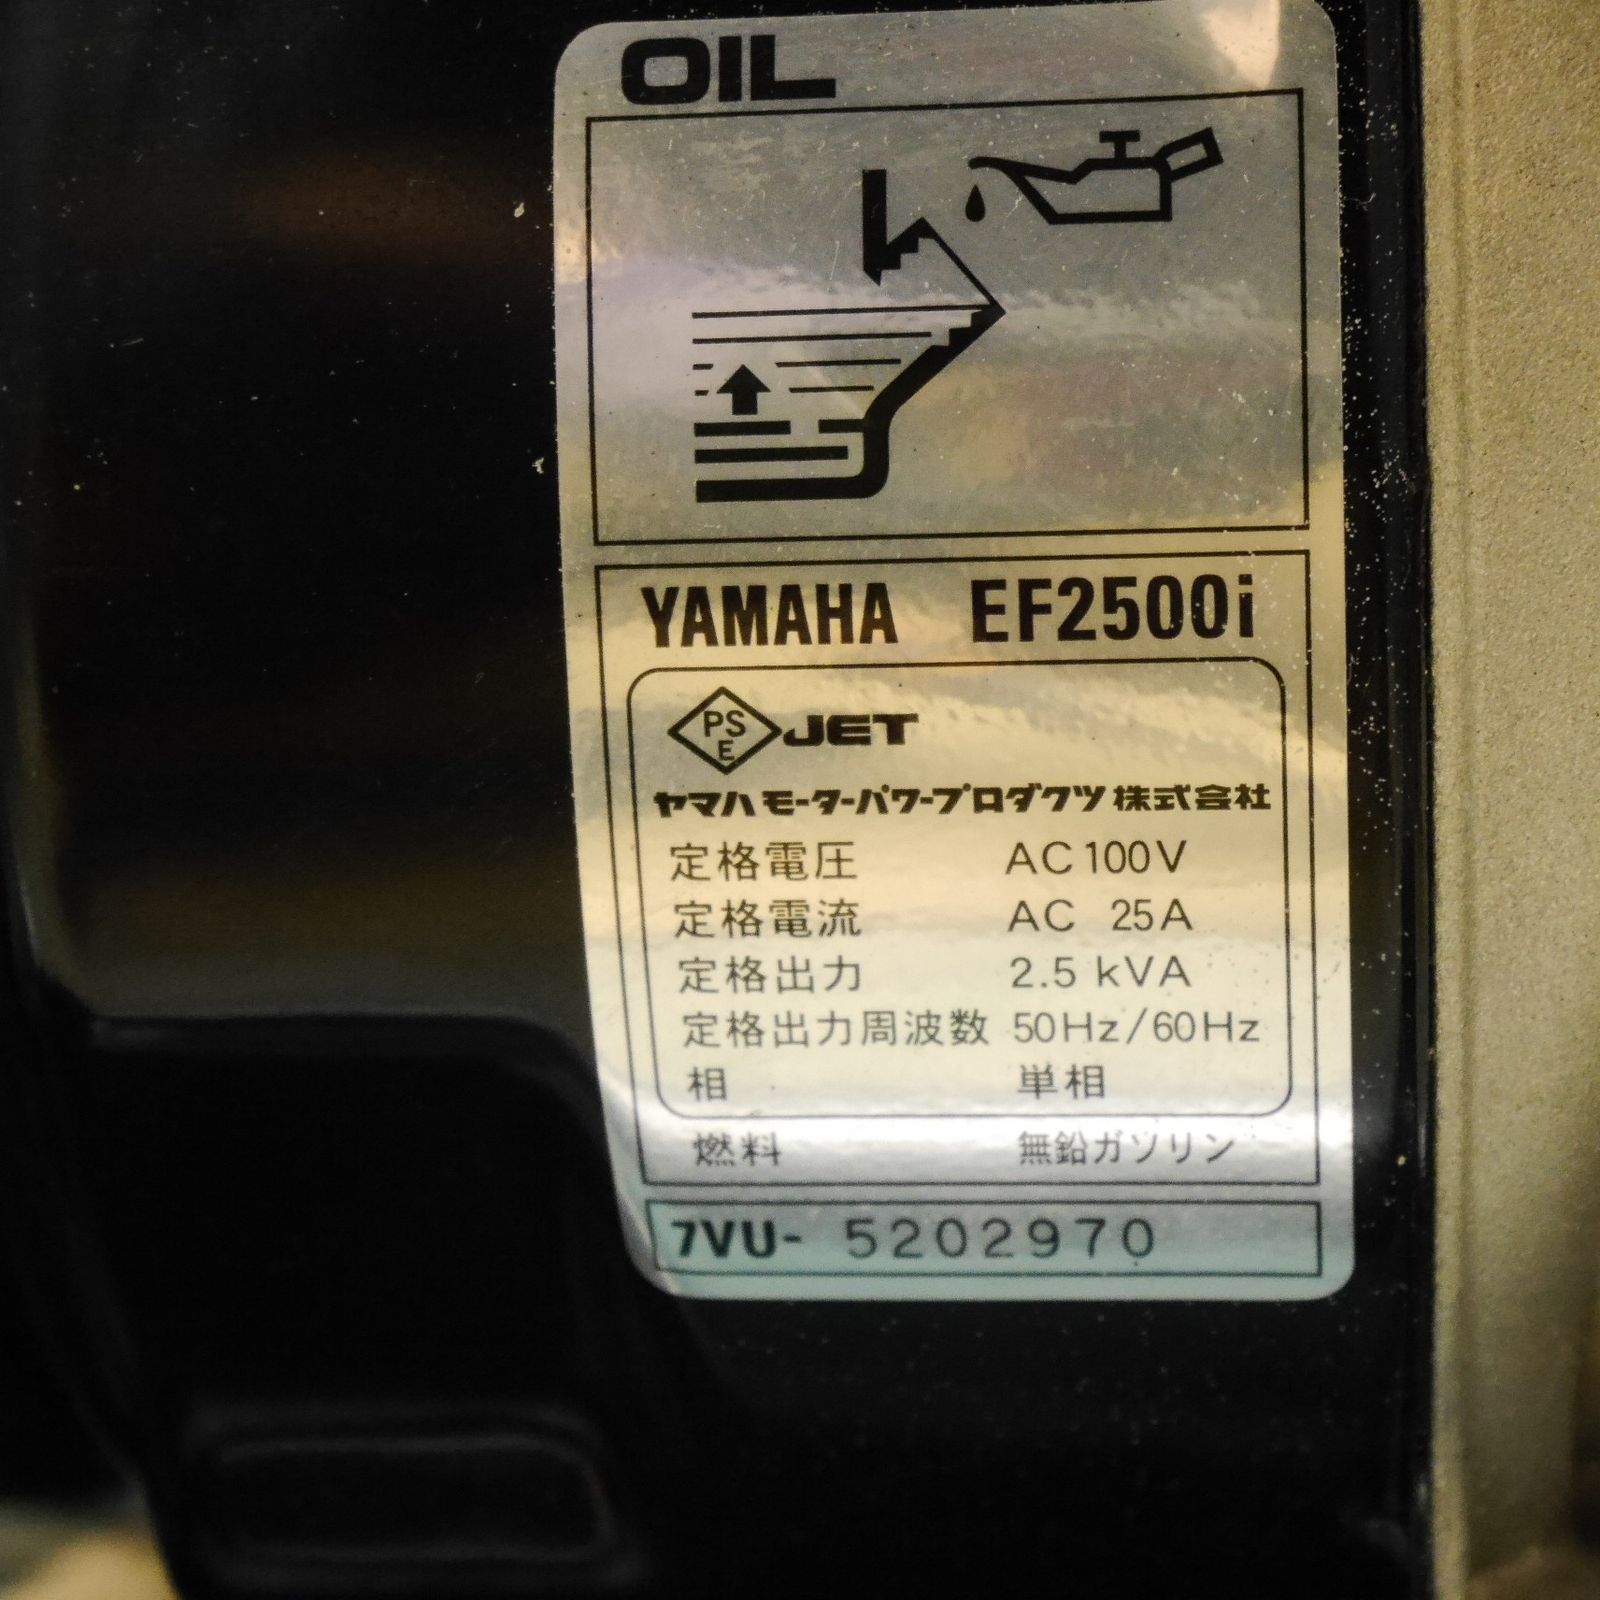 OIL
YAMAHA EF2500i
PS
E
JET
ヤマハモーターパワープロダクツ株式会社
定格電圧 AC100V
定格電流 AC 25A
定格出力 2.5 kVA
定格出力周波数 50Hz/60Hz
相 単相
燃料 無鉛ガソリン
7VU- 5202970